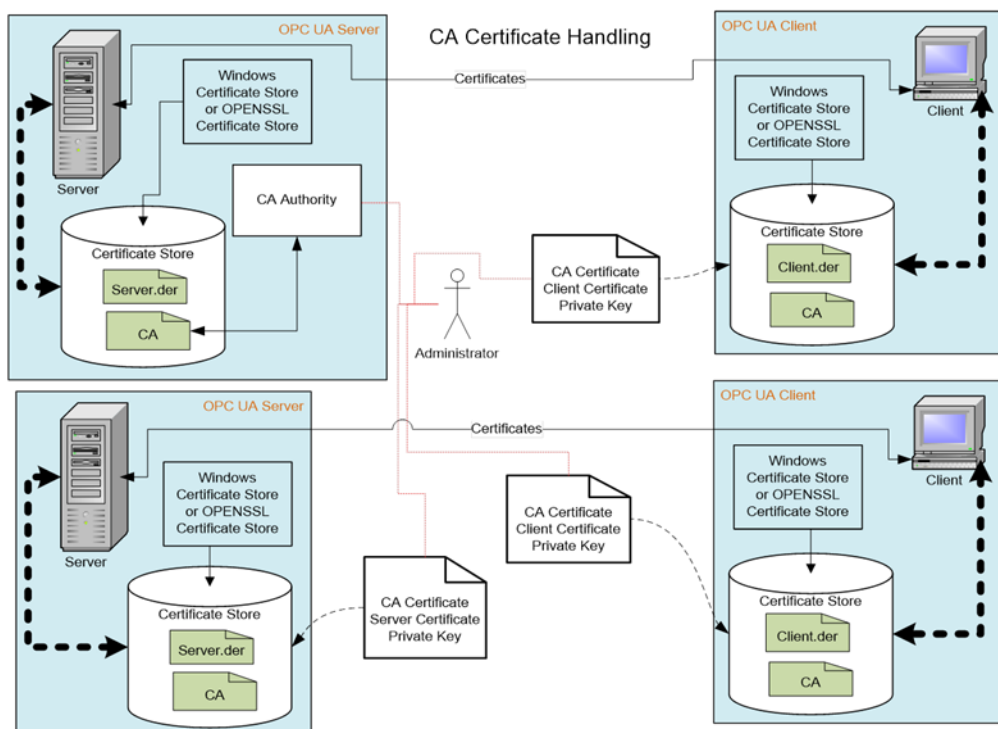 CA Certificate Handling
OPC UA Server
Windows
Certificate Store
or OPENSSL
Certificate Store
Server
CA Authority
Certificate Store
Server.der
CA
Certificates
OPC UA Client
Client
Windows
Certificate Store
or OPENSSL
Certificate Store
Certificate Store
Client.der
CA
CA Certificate
Client Certificate
Private Key
Administrator
OPC UA Server
Server
Windows
Certificate Store
or OPENSSL
Certificate Store
Certificate Store
Server.der
CA
CA Certificate
Server Certificate
Private Key
Certificates
CA Certificate
Client Certificate
Private Key
OPC UA Client
Client
Windows
Certificate Store
or OPENSSL
Certificate Store
Certificate Store
Client.der
CA